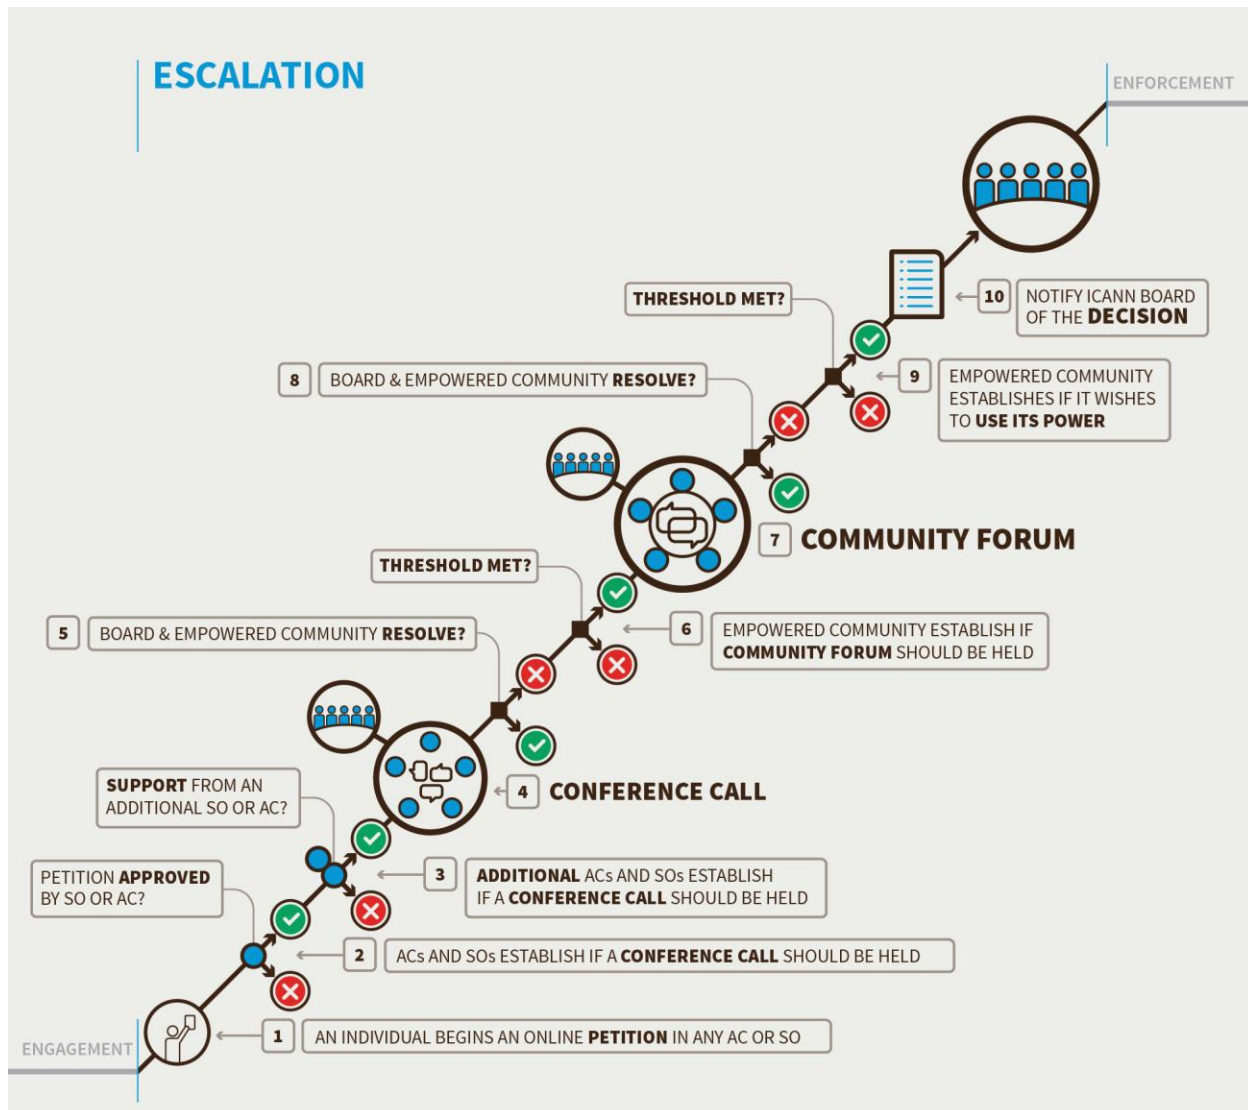 ESCALATION
ENFORCEMENT
10
NOTIFY ICANN BOARD
OF THE DECISION
THRESHOLD MET?
9
EMPOWERED COMMUNITY
ESTABLISHES IF IT WISHES
TO USE ITS POWER
8
BOARD & EMPOWERED COMMUNITY RESOLVE?
7
COMMUNITY FORUM
THRESHOLD MET?
6
EMPOWERED COMMUNITY ESTABLISH IF
COMMUNITY FORUM SHOULD BE HELD
5
BOARD & EMPOWERED COMMUNITY RESOLVE?
4
CONFERENCE CALL
SUPPORT FROM AN
ADDITIONAL SO OR AC?
3
ADDITIONAL ACs AND SOs ESTABLISH
IF A CONFERENCE CALL SHOULD BE HELD
PETITION APPROVED
BY SO OR AC?
2
ACs AND SOs ESTABLISH IF A CONFERENCE CALL SHOULD BE HELD
1
AN INDIVIDUAL BEGINS AN ONLINE PETITION IN ANY AC OR SO
ENGAGEMENT